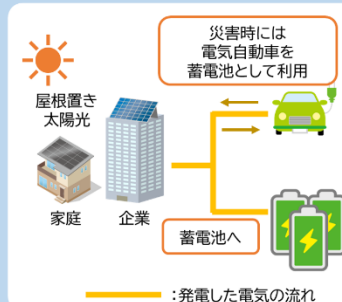 災害時には
電気自動車を
蓄電池として利用
屋根置き
太陽光
家庭
企業
蓄電池へ
:発電した電気の流れ